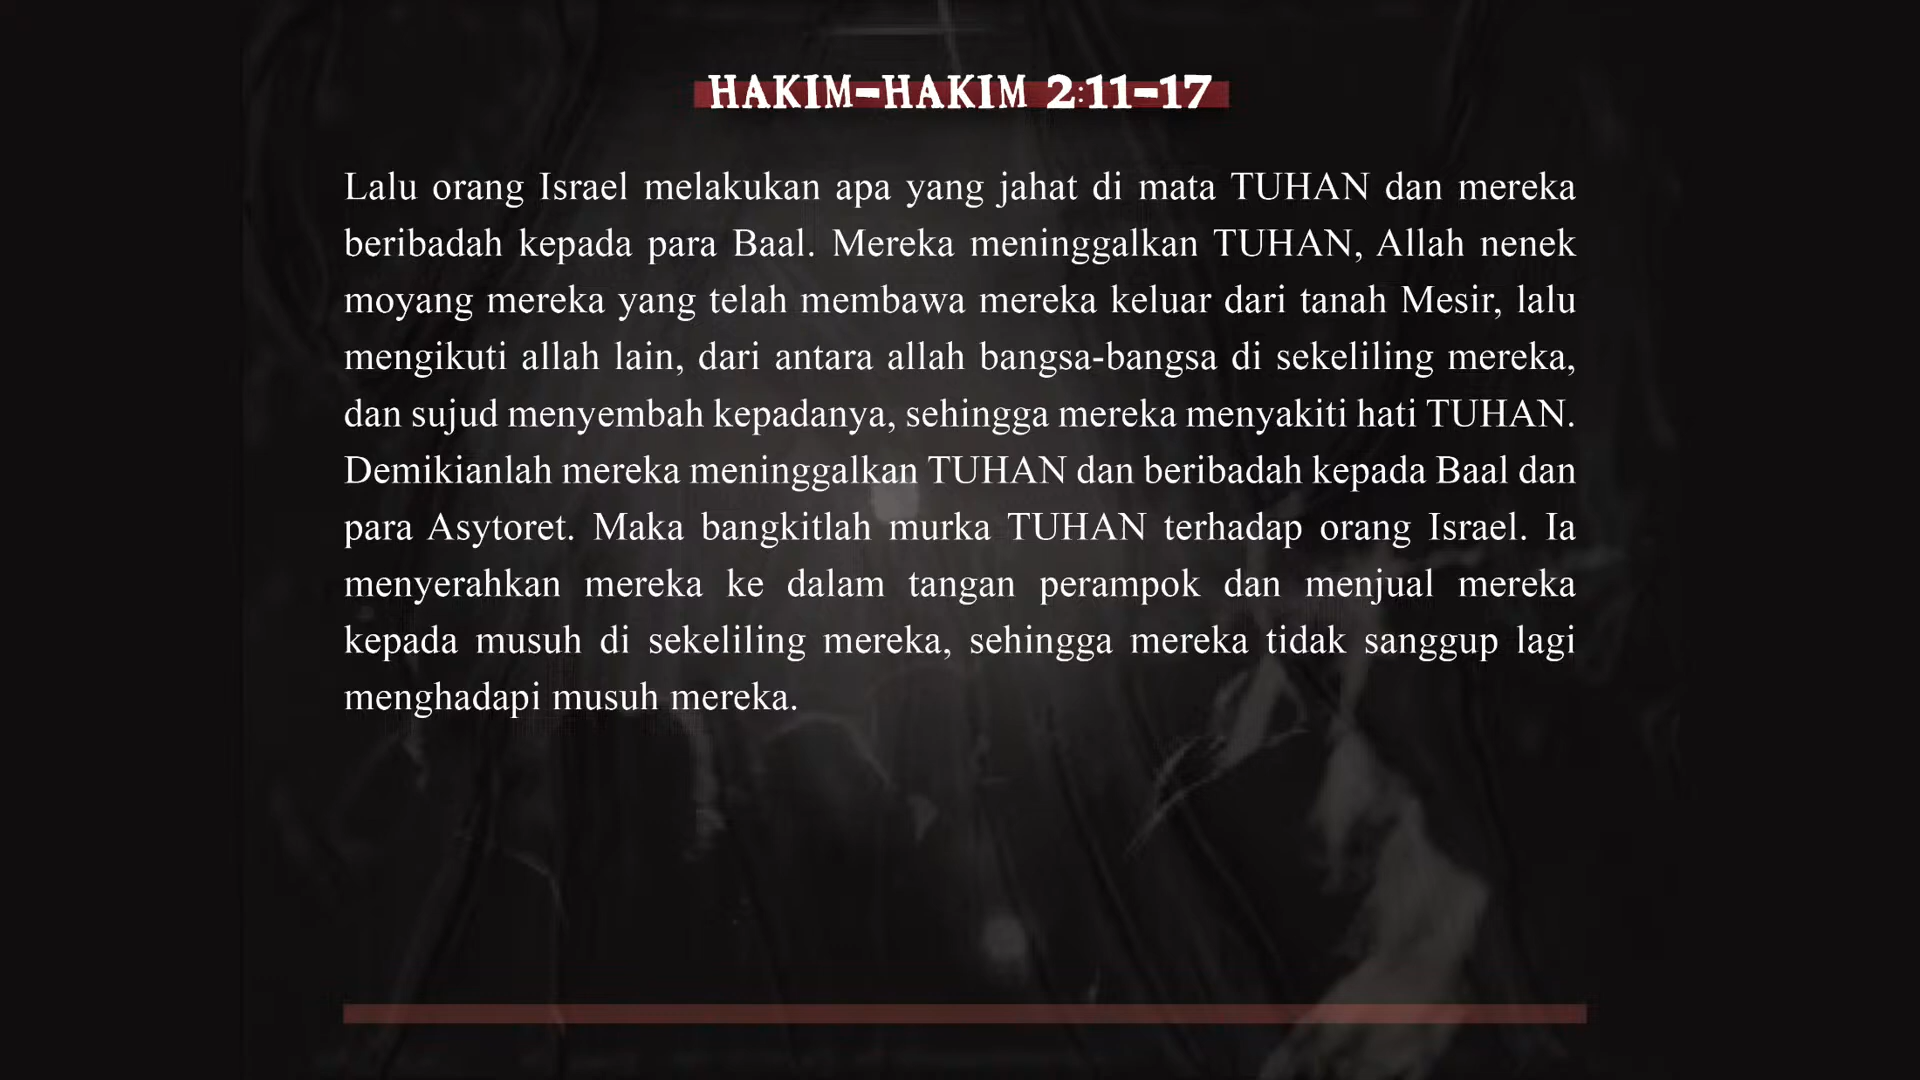 HAKIM-HAKIM 2:11-17
Lalu orang Israel melakukan apa yang jahat di mata TUHAN dan mereka
beribadah kepada para Baal. Mereka meninggalkan TUHAN, Allah nenek
moyang mereka yang telah membawa mereka keluar dari tanah Mesir, lalu
mengikuti allah lain, dari antara allah bangsa-bangsa di sekeliling mereka,
dan sujud menyembah kepadanya, sehingga mereka menyakiti hati TUHAN.
Demikianlah mereka meninggalkan TUHAN dan beribadah kepada Baal dan
para Asytoret. Maka bangkitlah murka TUHAN terhadap orang Israel. Ia
menyerahkan mereka ke dalam tangan perampok dan menjual mereka
kepada musuh di sekeliling mereka, sehingga mereka tidak sanggup lagi
menghadapi musuh mereka.